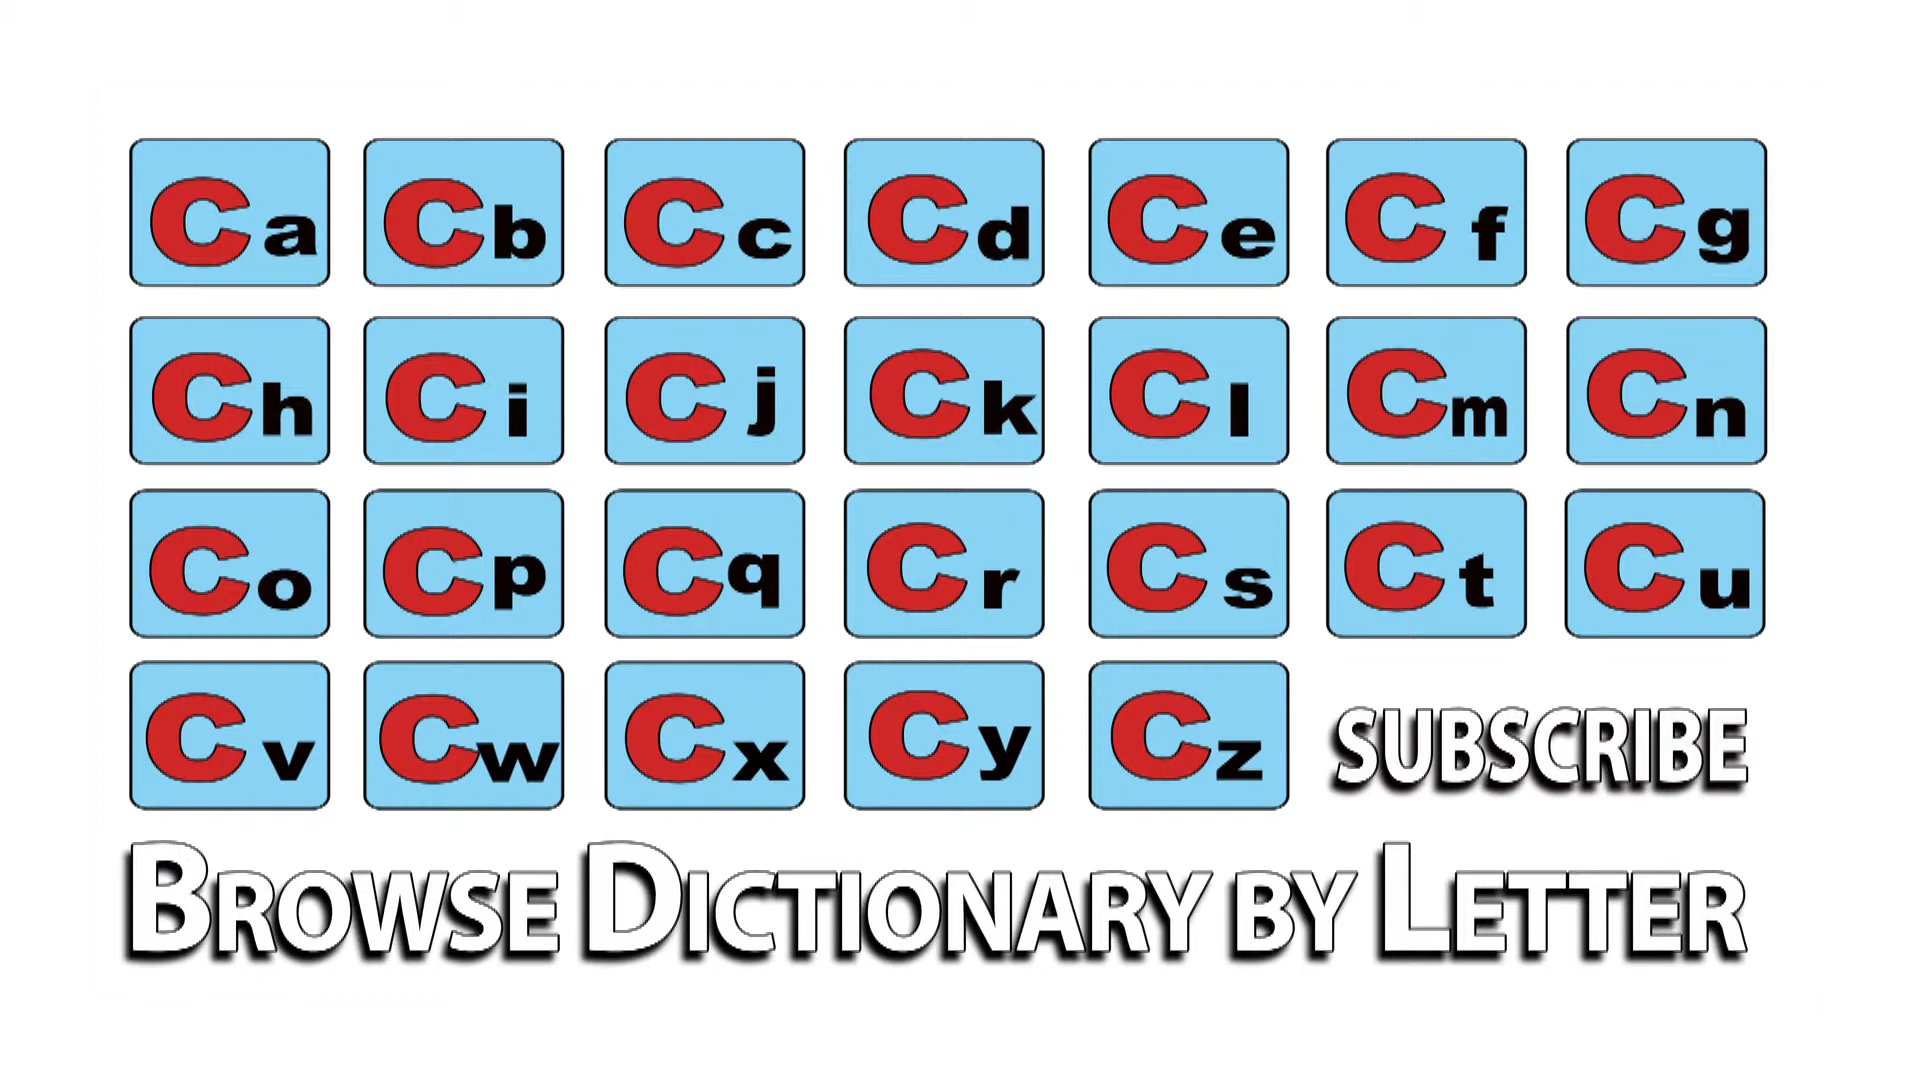 Ca Cb Cc Cd Ce Cf Cg
Ch Ci Cj Ck Cl Cm Cn
Co Cp Cq Cr Cs Ct Cu
Cv Cw Cx Cy Cz SUBSCRIBE
BROWSE DICTIONARY BY LETTER